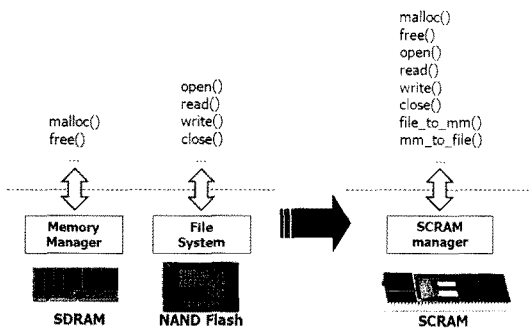 malloc()
free()
...
open()
read()
write()
close()
...
malloc()
free()
open()
read()
write()
close()
file_to_mm()
mm_to_file()
...
Memory
Manager
File
System
SCRAM
manager
SDRAM
NAND Flash
SCRAM